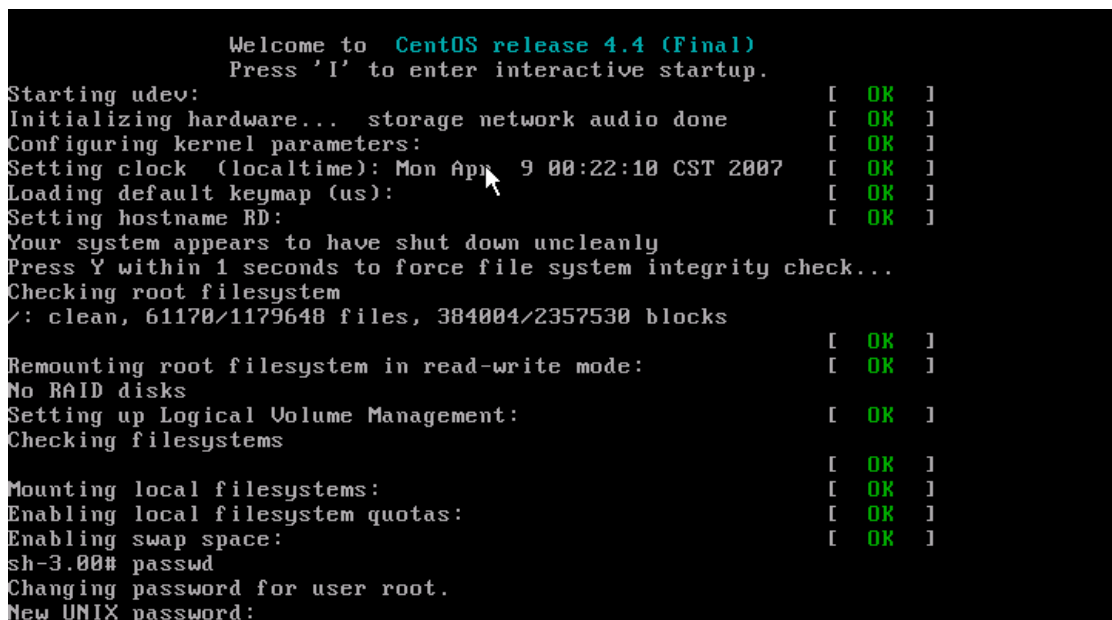 Welcome to CentOS release 4.4 (Final)
Press 'I' to enter interactive startup.
Starting udev: [ OK ]
Initializing hardware... storage network audio done [ OK ]
Configuring kernel parameters: [ OK ]
Setting clock (localtime): Mon Apr 9 00:22:10 CST 2007 [ OK ]
Loading default keymap (us): [ OK ]
Setting hostname RD: [ OK ]
Your system appears to have shut down uncleanly
Press Y within 1 seconds to force file system integrity check...
Checking root filesystem
/: clean, 61170/1179648 files, 384004/2357530 blocks
[ OK ]
Remounting root filesystem in read-write mode: [ OK ]
No RAID disks
Setting up Logical Volume Management: [ OK ]
Checking filesystems
[ OK ]
Mounting local filesystems: [ OK ]
Enabling local filesystem quotas: [ OK ]
Enabling swap space: [ OK ]
sh-3.00# passwd
Changing password for user root.
New UNIX password: